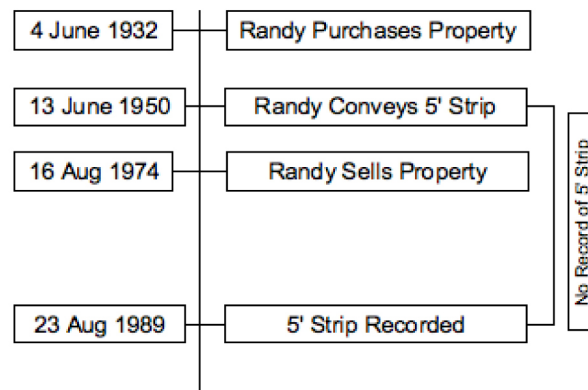 4 June 1932
Randy Purchases Property
13 June 1950
Randy Conveys 5' Strip
16 Aug 1974
Randy Sells Property
23 Aug 1989
5' Strip Recorded
No Record of 5' Strip